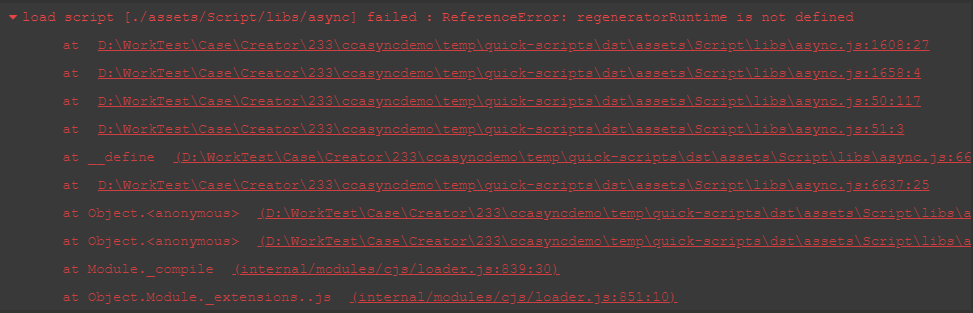 load script [./assets/Script/libs/async] failed : ReferenceError: regeneratorRuntime is not defined
at D:\WorkTest\Case\Creator\233\ccasyncdemo\temp\quick-scripts\dst\assets\Script\libs\async.js:1608:27
at D:\WorkTest\Case\Creator\233\ccasyncdemo\temp\quick-scripts\dst\assets\Script\libs\async.js:1658:4
at D:\WorkTest\Case\Creator\233\ccasyncdemo\temp\quick-scripts\dst\assets\Script\libs\async.js:50:117
at D:\WorkTest\Case\Creator\233\ccasyncdemo\temp\quick-scripts\dst\assets\Script\libs\async.js:51:3
at __define (D:\WorkTest\Case\Creator\233\ccasyncdemo\temp\quick-scripts\dst\assets\Script\libs\async.js:66
at D:\WorkTest\Case\Creator\233\ccasyncdemo\temp\quick-scripts\dst\assets\Script\libs\async.js:6637:25
at Object.<anonymous> (D:\WorkTest\Case\Creator\233\ccasyncdemo\temp\quick-scripts\dst\assets\Script\libs\a
at Object.<anonymous> (D:\WorkTest\Case\Creator\233\ccasyncdemo\temp\quick-scripts\dst\assets\Script\libs\a
at Module._compile (internal/modules/cjs/loader.js:839:30)
at Object.Module._extensions..js (internal/modules/cjs/loader.js:851:10)